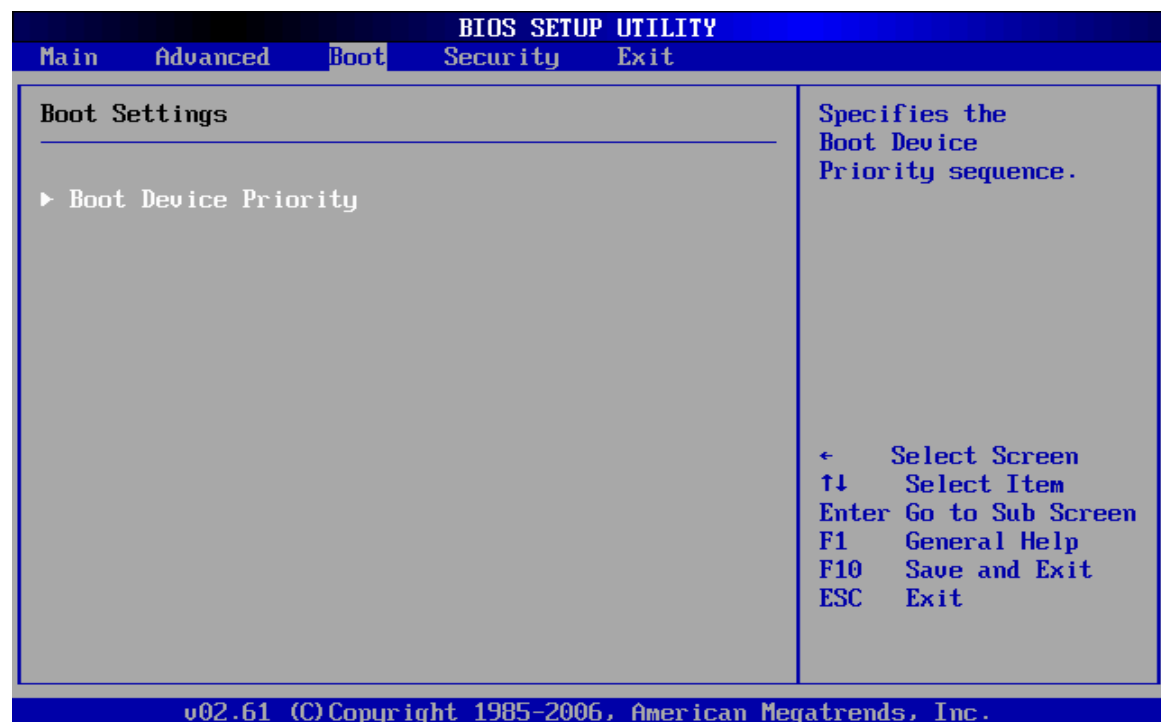 BIOS SETUP UTILITY
Main Advanced Boot Security Exit
Boot Settings
▶ Boot Device Priority
Specifies the
Boot Device
Priority sequence.
← Select Screen
↑↓ Select Item
Enter Go to Sub Screen
F1 General Help
F10 Save and Exit
ESC Exit
v02.61 (C)Copyright 1985-2006, American Megatrends, Inc.